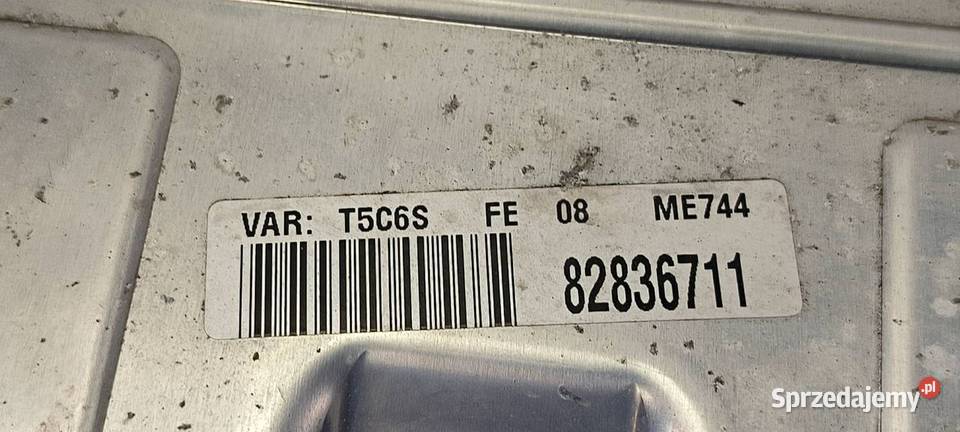 VAR: T5C6S FE 08 ME744
82836711
Sprzedajemy.pl